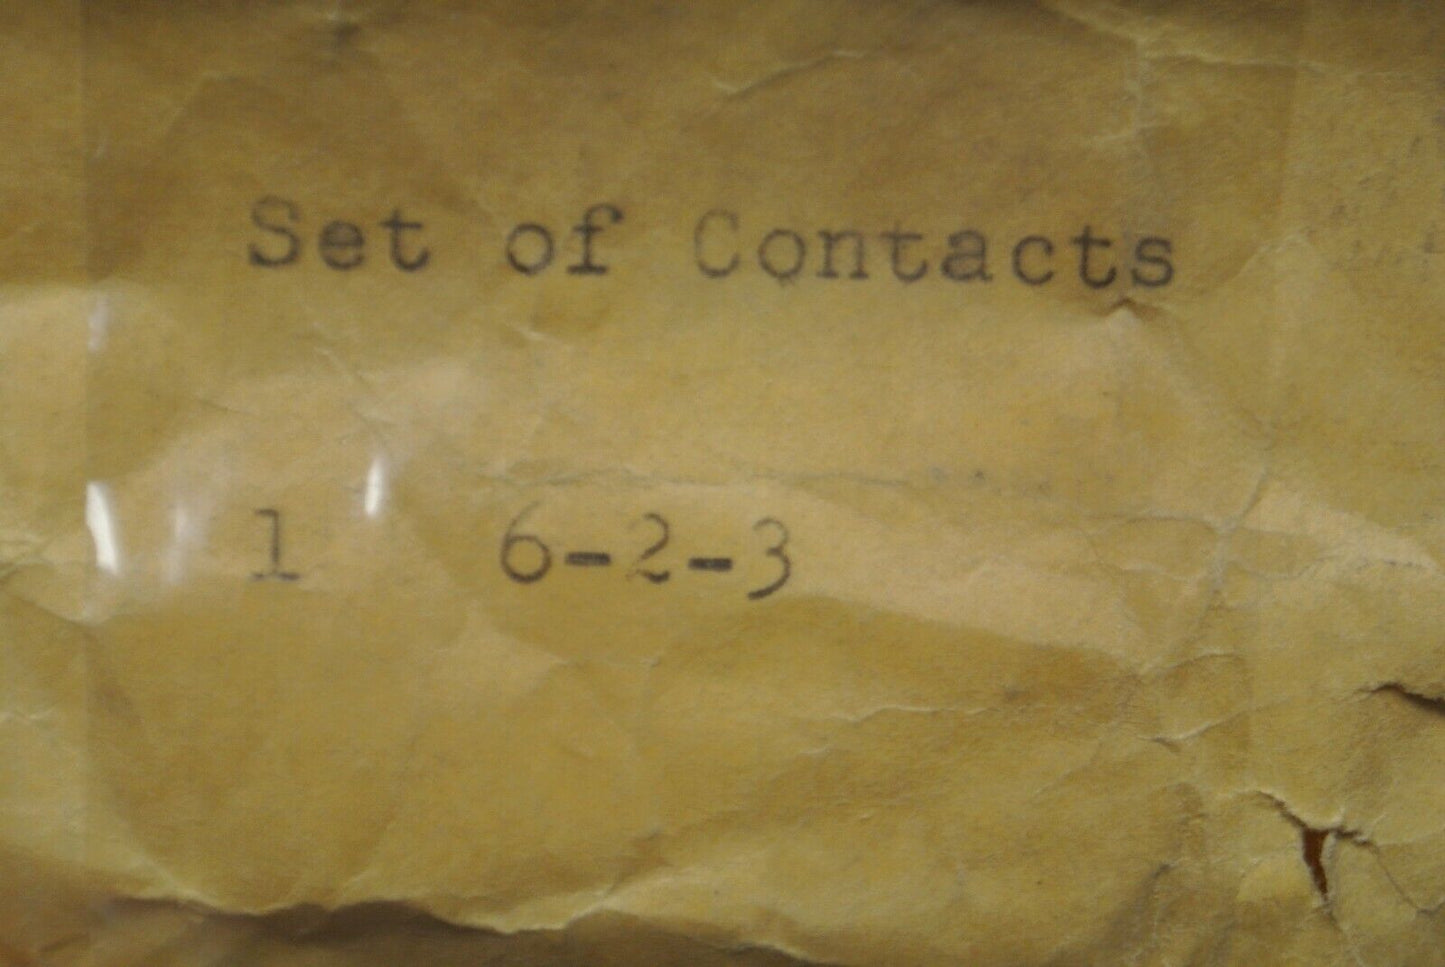 Set of Contacts
1 6-2-3